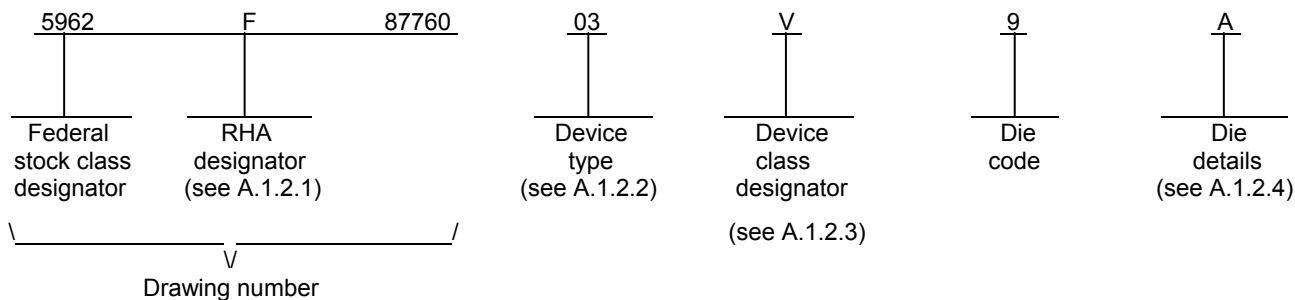 5962 F 87760 03 V 9 A
Federal RHA Device Device Die Die
stock class designator type class code details
designator (see A.1.2.1) (see A.1.2.2) designator (see A.1.2.4)
(see A.1.2.3)
\ /
\/
Drawing number